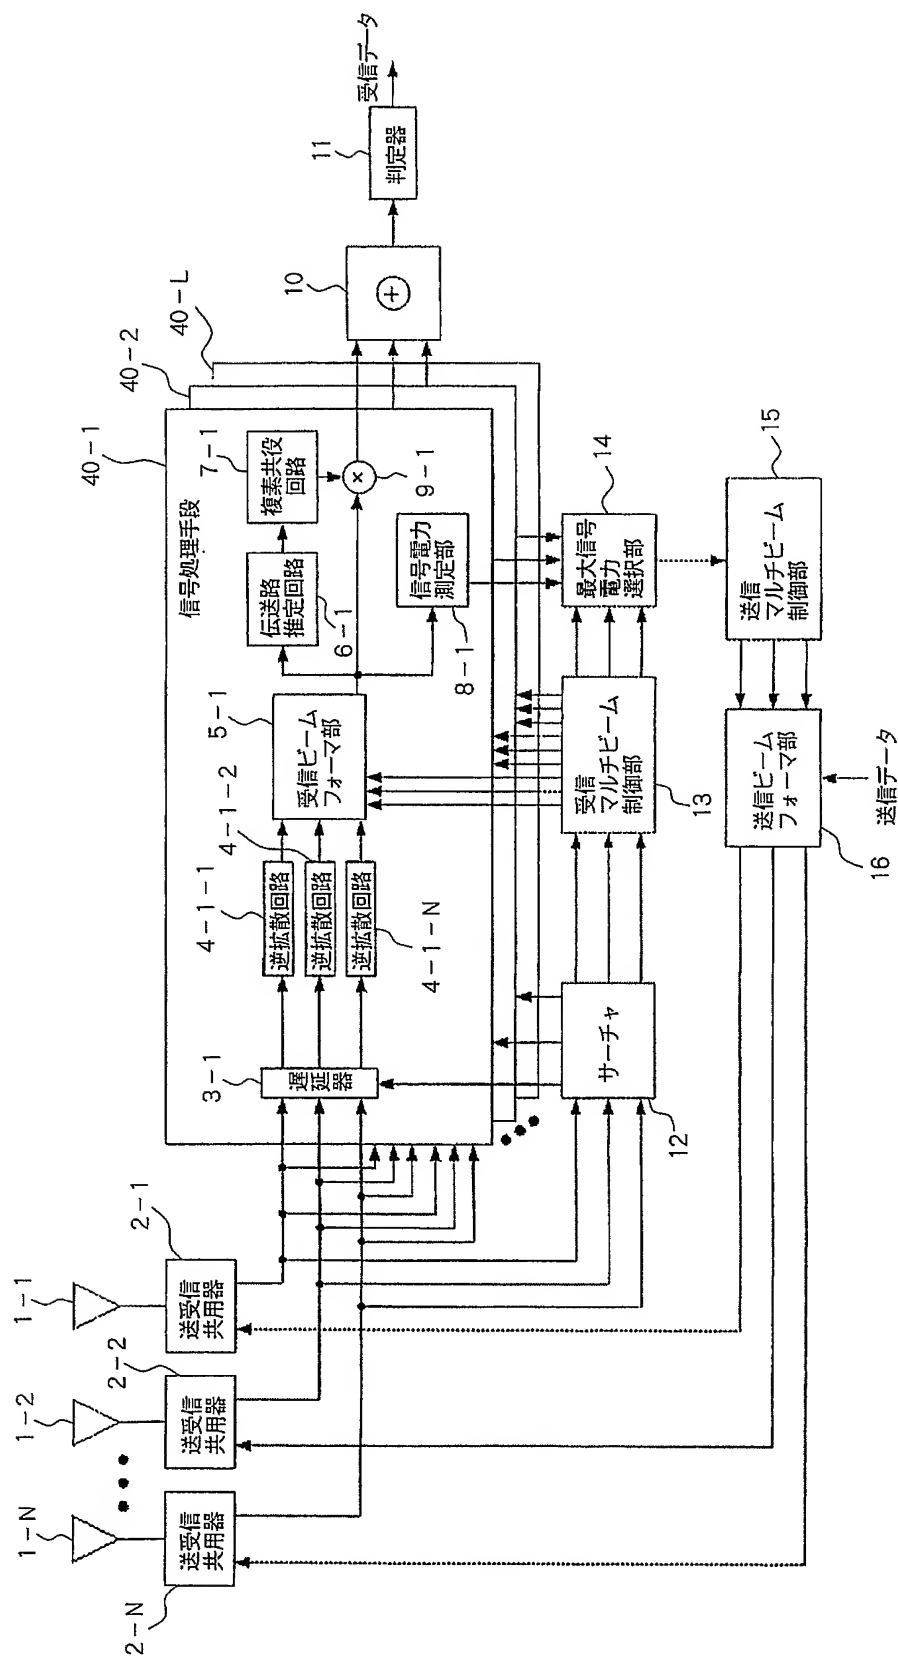 1-1
1-2
1-N
2-1
送受信
共用器
2-2
送受信
共用器
2-N
送受信
共用器
40-1
40-2
40-L
信号処理手段
3-1
遅延器
4-1-1
逆拡散回路
4-1-2
逆拡散回路
4-1-N
逆拡散回路
5-1
受信ビーム
フォーマ部
6-1
伝送路
推定回路
7-1
複素共役
回路
8-1
信号電力
測定部
9-1
×
10
+
11
判定器
受信データ
12
サーチャ
13
受信
マルチビーム
制御部
14
最大信号
電力
選択部
15
送信
マルチビーム
制御部
16
送信ビーム
フォーマ部
送信データ